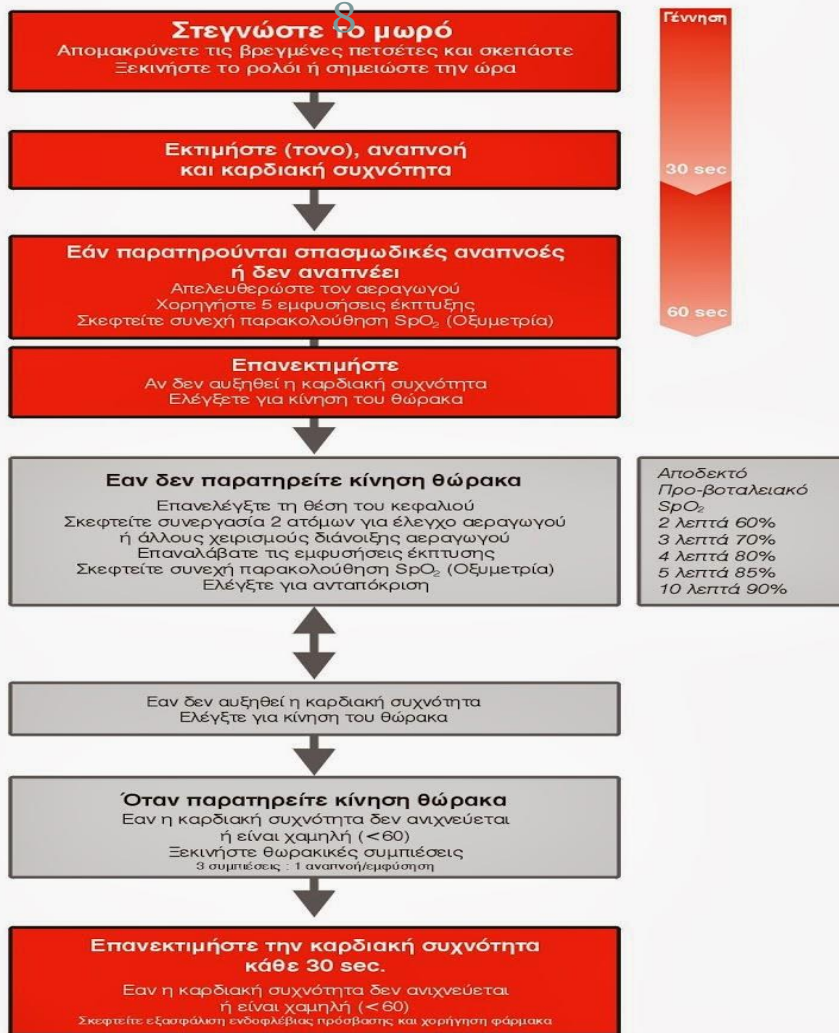 8
Στεγνώστε το μωρό
Απομακρύνετε τις βρεγμένες πετσέτες και σκεπάστε
Ξεκινήστε το ρολόι ή σημειώστε την ώρα
Γέννηση
Εκτιμήστε (τονο), αναπνοή
και καρδιακή συχνότητα
30 sec
Εάν παρατηρούνται σπασμωδικές αναπνοές
ή δεν αναπνέει
Απελευθερώστε τον αεραγωγού
Χορηγήστε 5 εμφυσήσεις έκπτυξης
Σκεφτείτε συνεχή παρακολούθηση SpO₂ (Οξυμετρία)
60 sec
Επανεκτιμήστε
Αν δεν αυξηθεί η καρδιακή συχνότητα
Ελέγξετε για κίνηση του θώρακα
Εαν δεν παρατηρείτε κίνηση θώρακα
Επανελέγξτε τη θέση του κεφαλιού
Σκεφτείτε συνεργασία 2 ατόμων για έλεγχο αεραγωγού
ή άλλους χειρισμούς διάνοιξης αεραγωγού
Επαναλάβατε τις εμφυσήσεις έκπτυσης
Σκεφτείτε συνεχή παρακολούθηση SpO₂ (Οξυμετρία)
Ελέγξτε για ανταπόκριση
Αποδεκτό
Προ-βοταλειακό
SpO₂
2 λεπτά 60%
3 λεπτά 70%
4 λεπτά 80%
5 λεπτά 85%
10 λεπτά 90%
Εαν δεν αυξηθεί η καρδιακή συχνότητα
Ελέγξτε για κίνηση του θώρακα
Όταν παρατηρείτε κίνηση θώρακα
Εαν η καρδιακή συχνότητα δεν ανιχνεύεται
ή είναι χαμηλή (<60)
Ξεκινήστε θωρακικές συμπιέσεις
3 συμπιέσεις : 1 αναπνοή/εμφύσηση
Επανεκτιμήστε την καρδιακή συχνότητα
κάθε 30 sec.
Εαν η καρδιακή συχνότητα δεν ανιχνεύεται
ή είναι χαμηλή (<60)
Σκεφτείτε εξασφάλιση ενδοφλέβιας πρόσβασης και χορήγηση φάρμακα